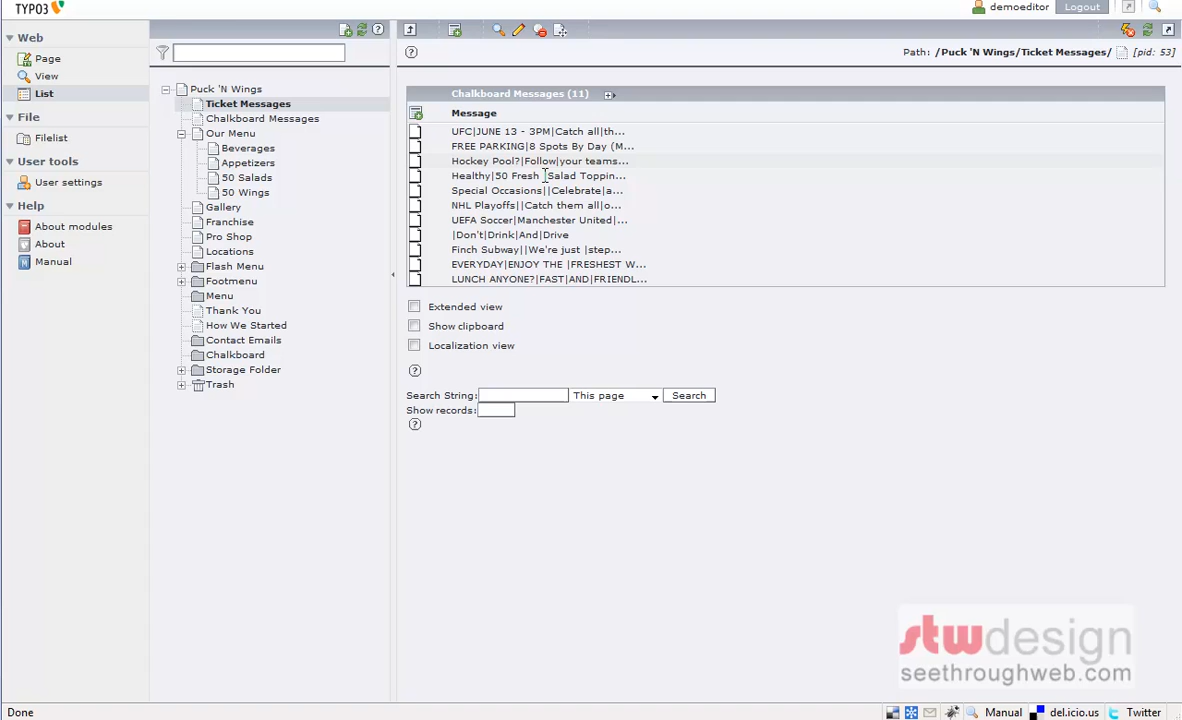 TYPO3
demoeditor
Logout
Web
Page
View
List
File
Filelist
User tools
User settings
Help
About modules
About
Manual
Puck 'N Wings
Ticket Messages
Chalkboard Messages
Our Menu
Beverages
Appetizers
50 Salads
50 Wings
Gallery
Franchise
Pro Shop
Locations
Flash Menu
Footmenu
Menu
Thank You
How We Started
Contact Emails
Chalkboard
Storage Folder
Trash
Path: /Puck 'N Wings/Ticket Messages/ [pid: 53]
Chalkboard Messages (11)
Message
UFC|JUNE 13 - 3PM|Catch all|th...
FREE PARKING|8 Spots By Day (M...
Hockey Pool?|Follow|your teams...
Healthy|50 Fresh |Salad Toppin...
Special Occasions||Celebrate|a...
NHL Playoffs||Catch them all|o...
UEFA Soccer|Manchester United|...
|Don't|Drink|And|Drive
Finch Subway||We're just |step...
EVERYDAY|ENJOY THE |FRESHEST W...
LUNCH ANYONE?|FAST|AND|FRIENDL...
Extended view
Show clipboard
Localization view
Search String:
This page
Search
Show records:
stwdesign
seethroughweb.com
Done
Manual
del.icio.us
Twitter